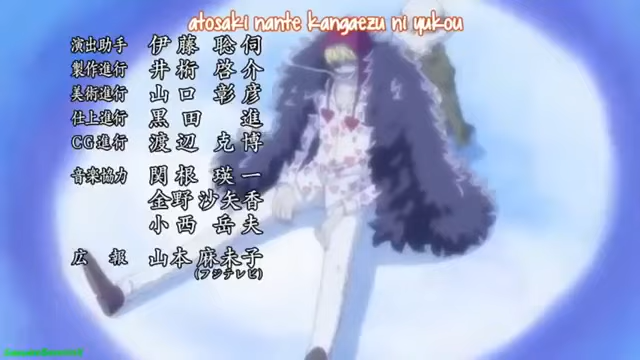 atosaki nante kangaezu ni yukou
演出助手 伊藤 聡伺
製作進行 井桁 啓介
美術進行 山口 彰彦
仕上進行 黒田 進
CG進行 渡辺 克博
音楽協力 関根 瑛一
金野 沙矢香
小西 岳夫
広報 山本 麻未子
(フジテレビ)